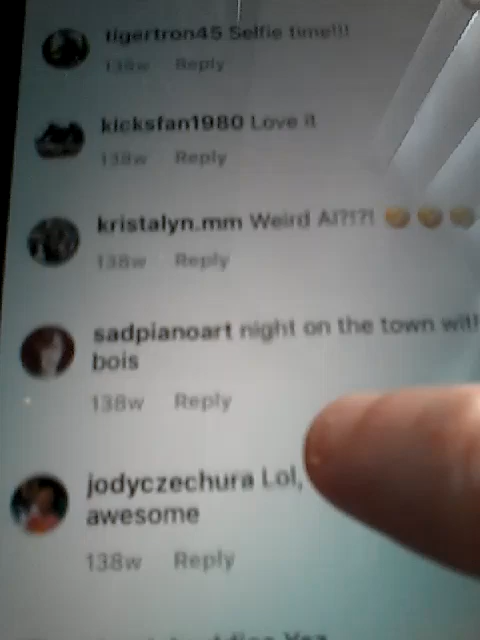 tigertron45 Selfie time!!!
138w Reply
kicksfan1980 Love it
138w Reply
kristalyn.mm Weird Al?!?!
138w Reply
sadpianoart night on the town with
bois
138w Reply
jodyczechura Lol,
awesome
138w Reply